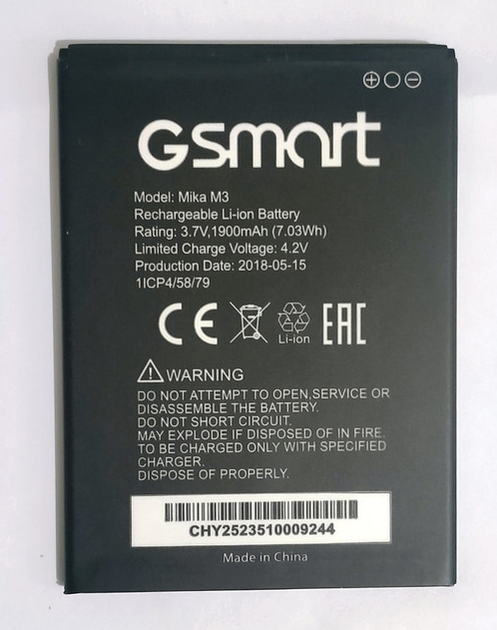 Gsmart
Model: Mika M3
Rechargeable Li-ion Battery
Rating: 3.7V,1900mAh (7.03Wh)
Limited Charge Voltage: 4.2V
Production Date: 2018-05-15
1ICP4/58/79
CE
Li-ion
EAC
WARNING
DO NOT ATTEMPT TO OPEN,SERVICE OR
DISASSEMBLE THE BATTERY.
DO NOT SHORT CIRCUIT.
MAY EXPLODE IF DISPOSED OF IN FIRE.
TO BE CHARGED ONLY WITH SPECIFIED
CHARGER.
DISPOSE OF PROPERLY.
CHY2523510009244
Made in China